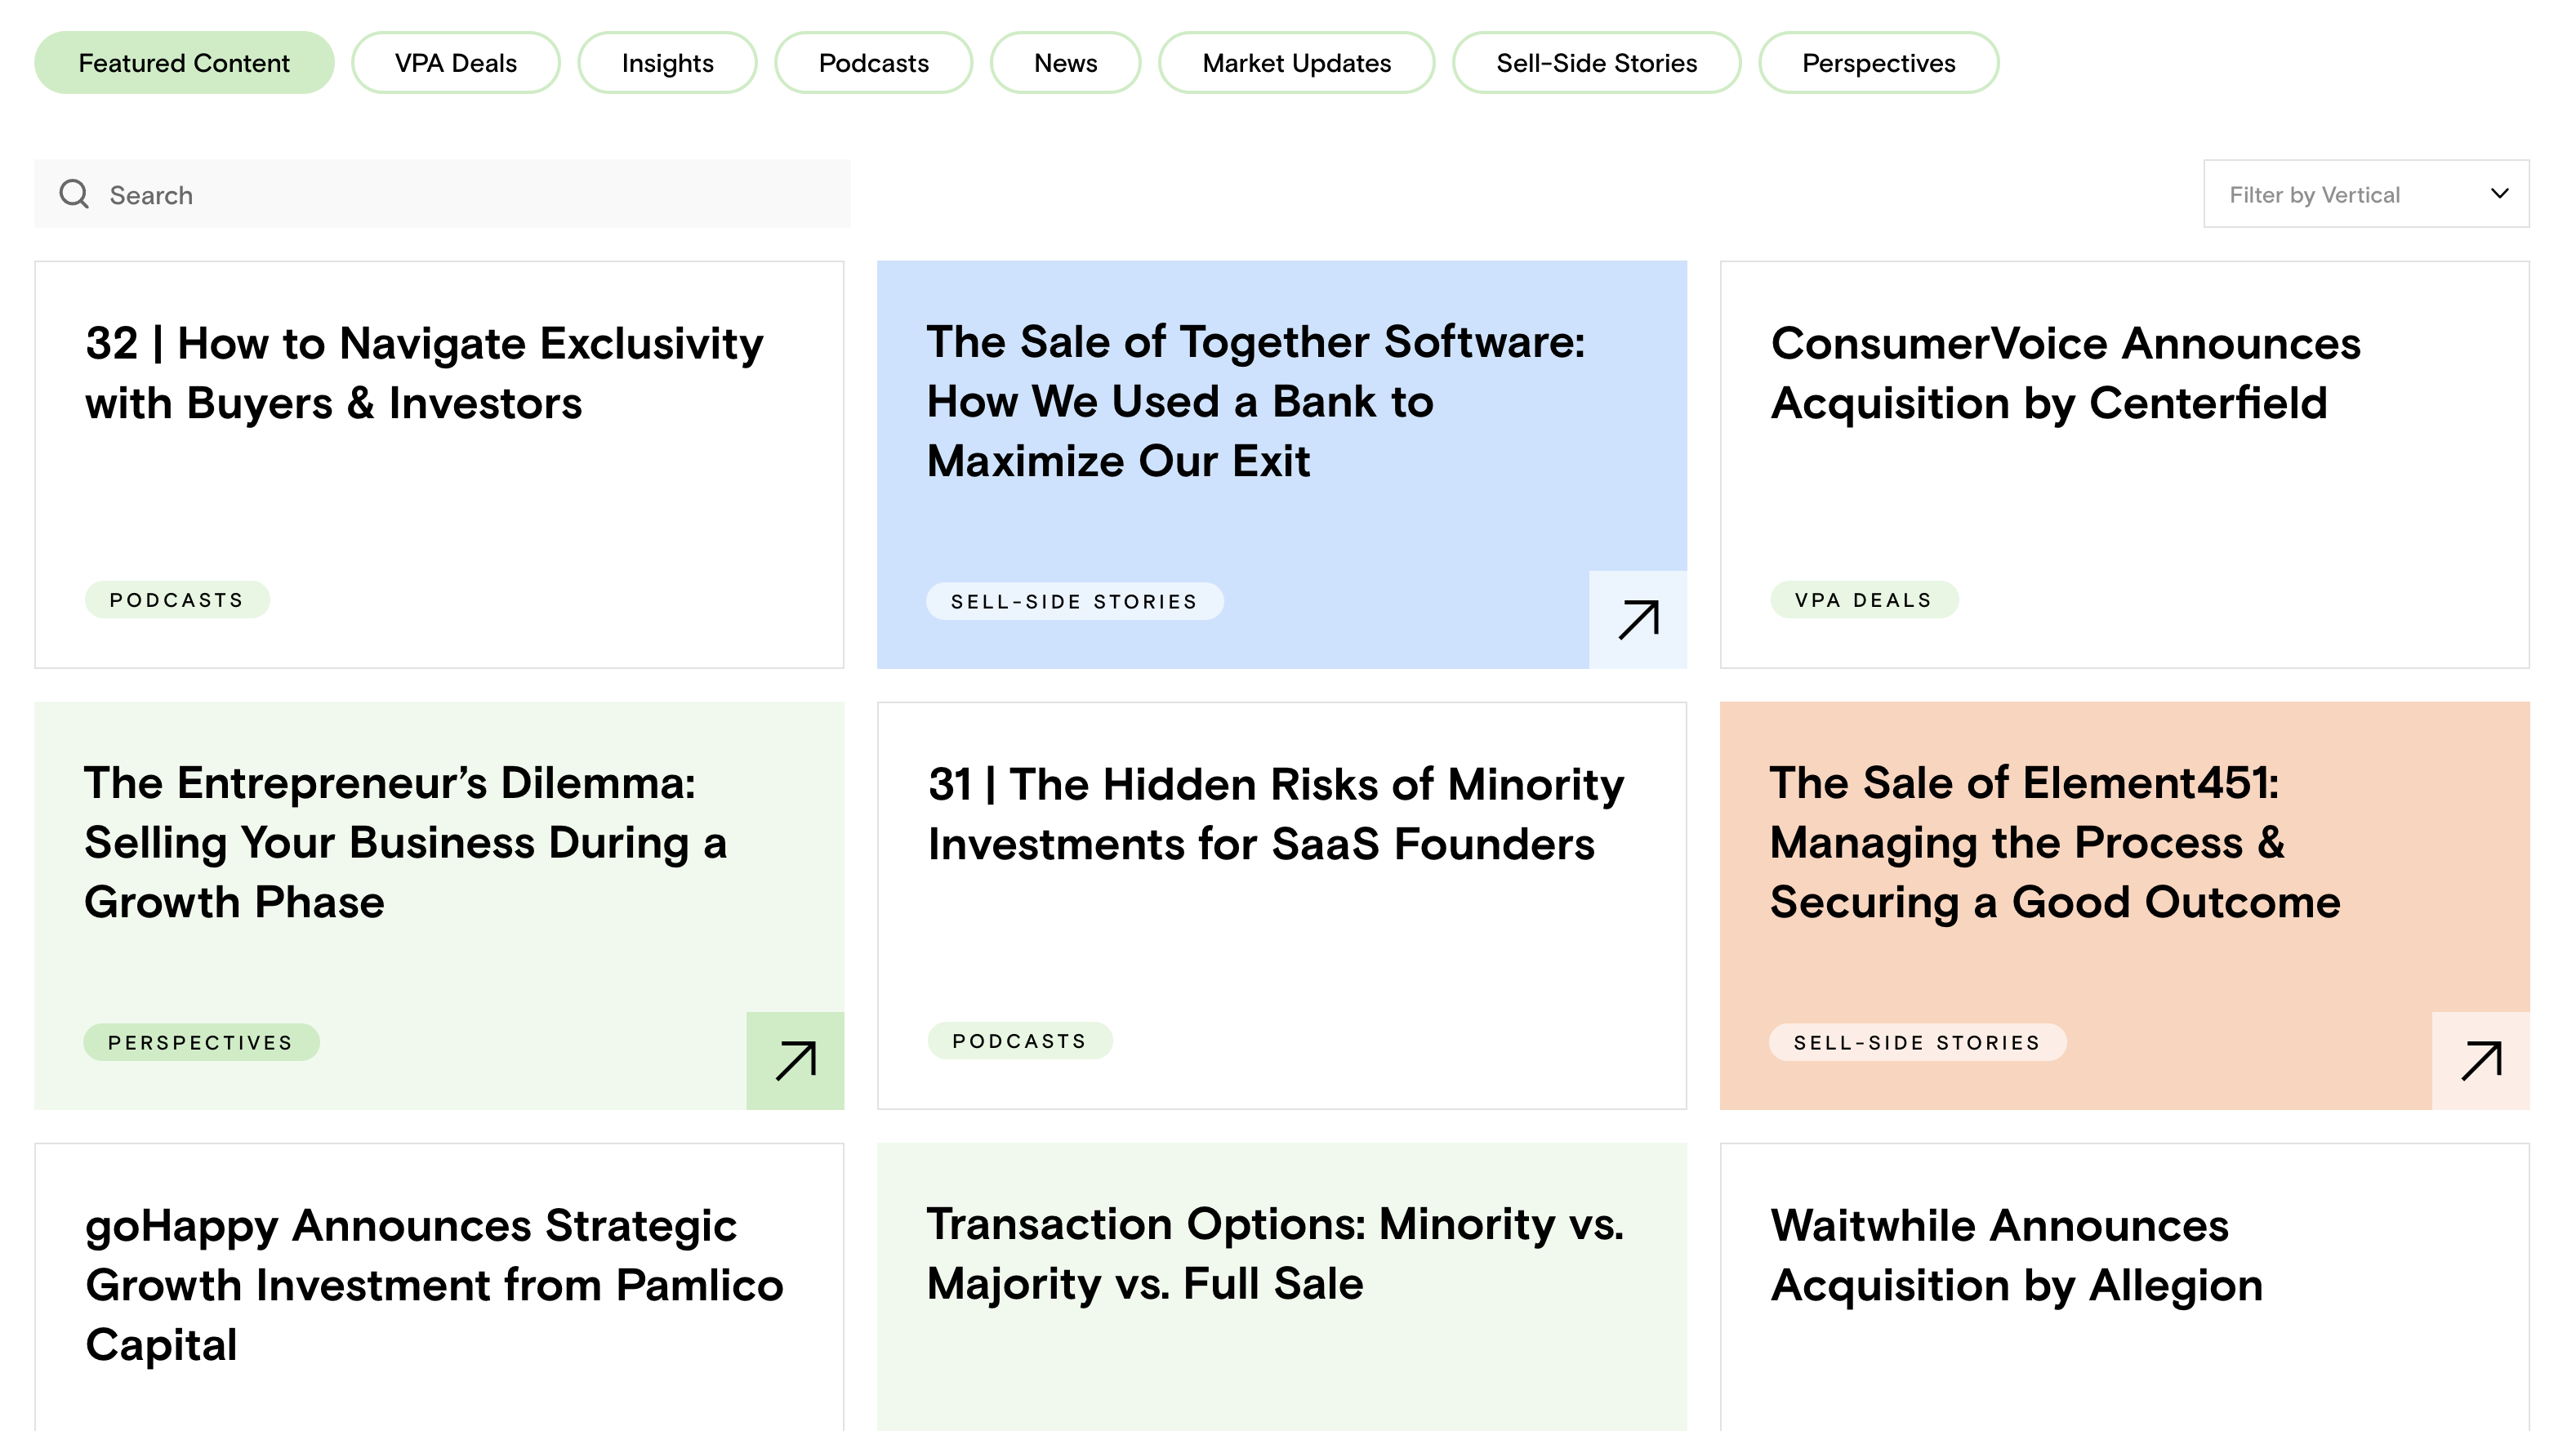 Featured Content
VPA Deals
Insights
Podcasts
News
Market Updates
Sell-Side Stories
Perspectives
Search
Filter by Vertical
32 | How to Navigate Exclusivity
with Buyers & Investors
PODCASTS
The Sale of Together Software:
How We Used a Bank to
Maximize Our Exit
SELL-SIDE STORIES
ConsumerVoice Announces
Acquisition by Centerfield
VPA DEALS
The Entrepreneur’s Dilemma:
Selling Your Business During a
Growth Phase
PERSPECTIVES
31 | The Hidden Risks of Minority
Investments for SaaS Founders
PODCASTS
The Sale of Element451:
Managing the Process &
Securing a Good Outcome
SELL-SIDE STORIES
goHappy Announces Strategic
Growth Investment from Pamlico
Capital
Transaction Options: Minority vs.
Majority vs. Full Sale
Waitwhile Announces
Acquisition by Allegion